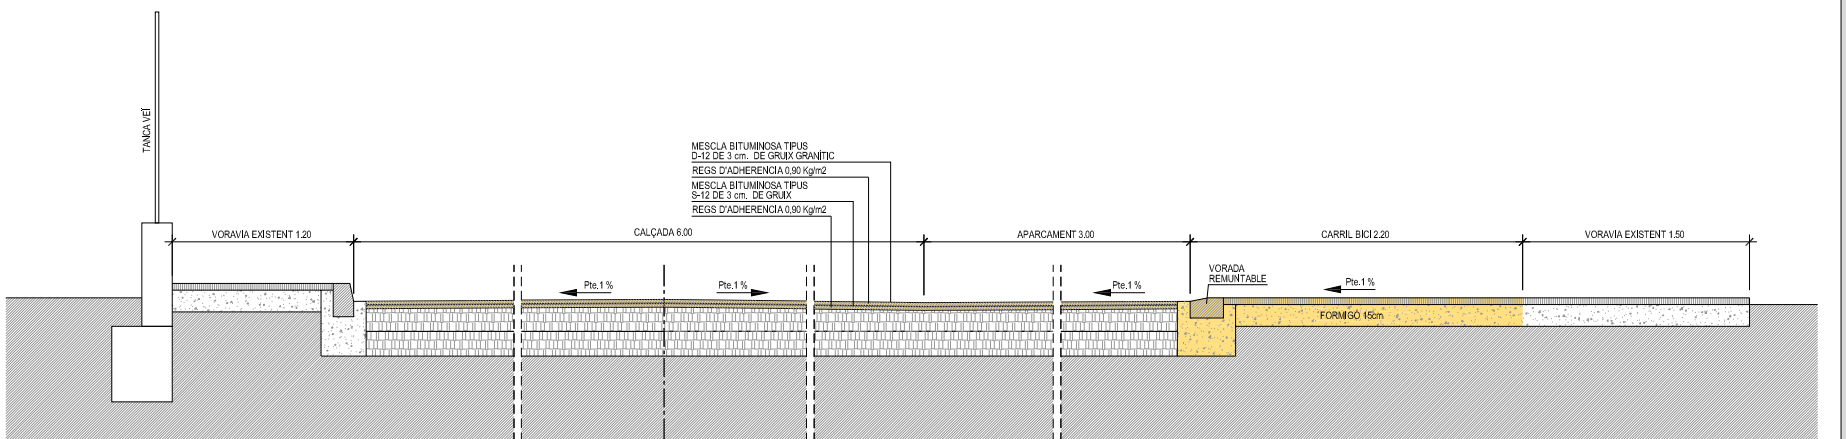 TANCA VEÏ
MESCLA BITUMINOSA TIPUS
D-12 DE 3 cm. DE GRUIX GRANÍTIC
REGS D'ADHERENCIA 0,90 Kg/m2
MESCLA BITUMINOSA TIPUS
S-12 DE 3 cm. DE GRUIX
REGS D'ADHERENCIA 0,90 Kg/m2
VORAVIA EXISTENT 1.20
CALÇADA 6.00
APARCAMENT 3.00
CARRIL BICI 2.20
VORAVIA EXISTENT 1.50
VORADA
REMUNTABLE
Pte.1 %
Pte.1 %
Pte.1 %
Pte.1 %
FORMIGÓ 15cm